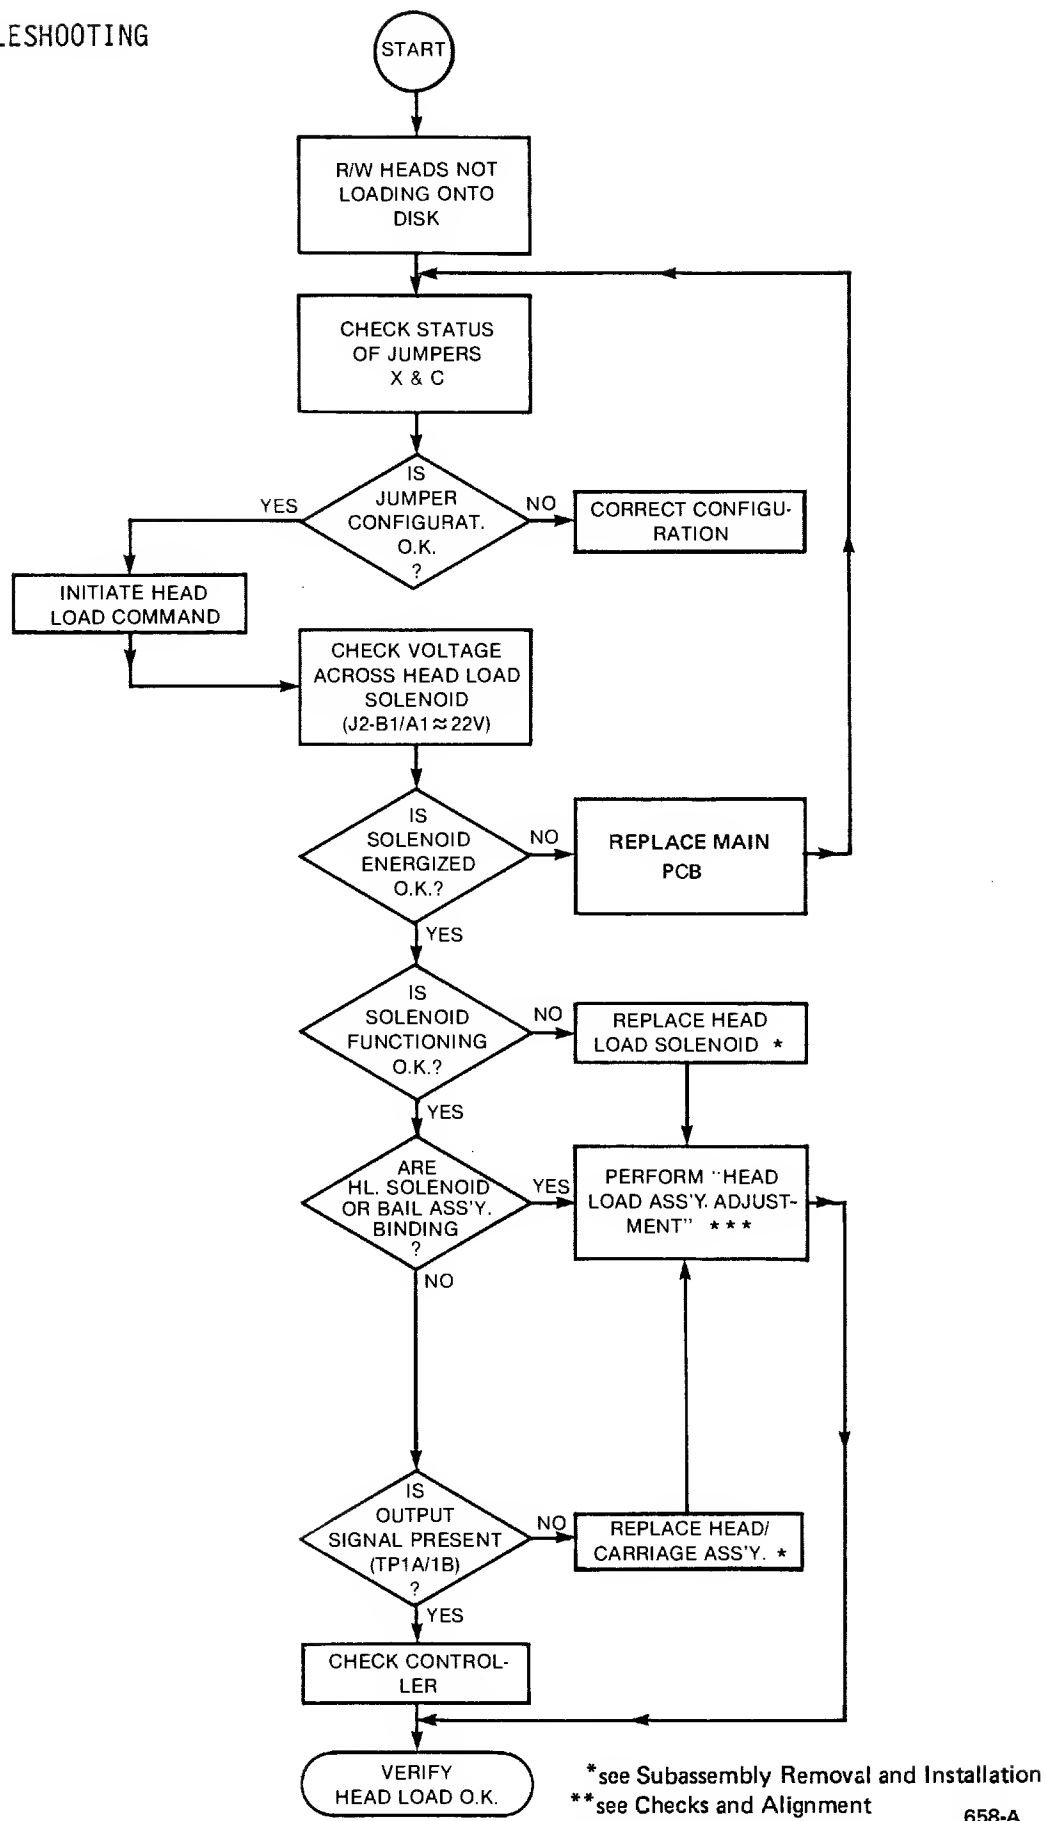 LESHOOTING
START
R/W HEADS NOT
LOADING ONTO
DISK
CHECK STATUS
OF JUMPERS
X & C
IS
JUMPER
CONFIGURAT.
O.K.
?
YES
NO
CORRECT CONFIGU-
RATION
INITIATE HEAD
LOAD COMMAND
CHECK VOLTAGE
ACROSS HEAD LOAD
SOLENOID
(J2-B1/A1≈22V)
IS
SOLENOID
ENERGIZED
O.K.?
NO
REPLACE MAIN
PCB
YES
IS
SOLENOID
FUNCTIONING
O.K.?
NO
REPLACE HEAD
LOAD SOLENOID *
YES
ARE
HL. SOLENOID
OR BAIL ASS'Y.
BINDING
?
YES
PERFORM "HEAD
LOAD ASS'Y. ADJUST-
MENT" * * *
NO
IS
OUTPUT
SIGNAL PRESENT
(TP1A/1B)
?
NO
REPLACE HEAD/
CARRIAGE ASS'Y. *
YES
CHECK CONTROL-
LER
VERIFY
HEAD LOAD O.K.
*see Subassembly Removal and Installation
**see Checks and Alignment
658-A